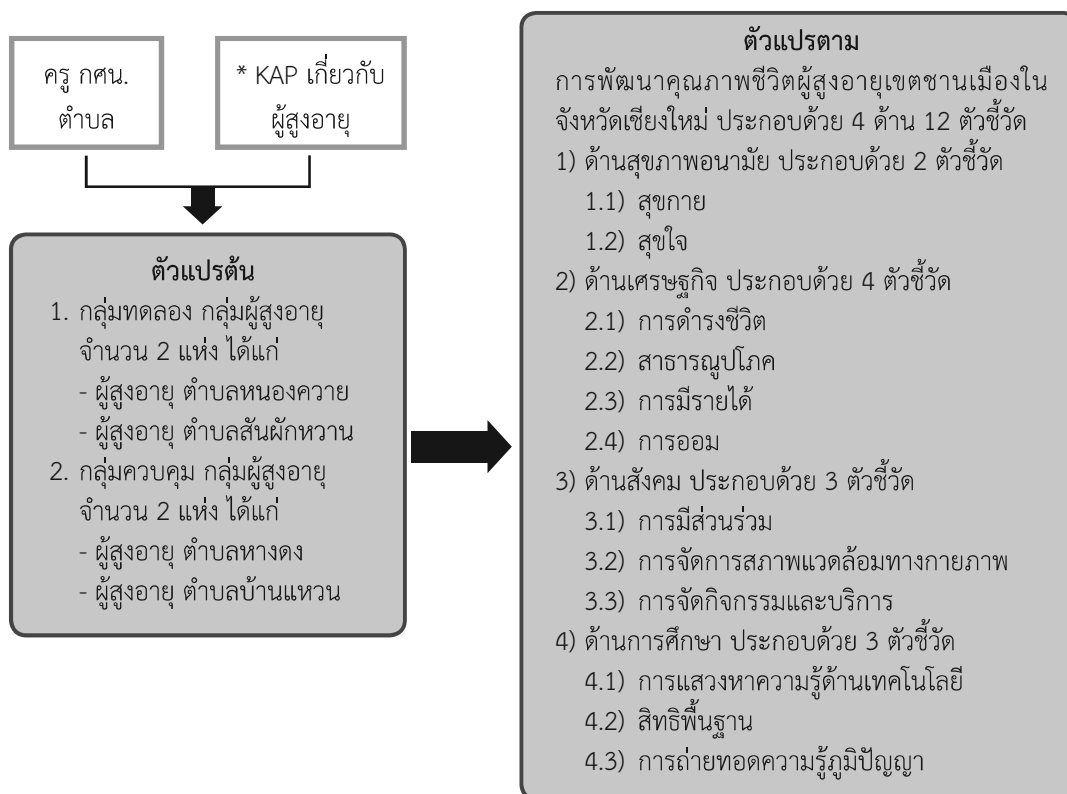 ครู กศน.
ตำบล
* KAP เกี่ยวกับ
ผู้สูงอายุ
ตัวแปรต้น
1. กลุ่มทดลอง กลุ่มผู้สูงอายุ
จำนวน 2 แห่ง ได้แก่
- ผู้สูงอายุ ตำบลหนองควาย
- ผู้สูงอายุ ตำบลสันผักหวาน
2. กลุ่มควบคุม กลุ่มผู้สูงอายุ
จำนวน 2 แห่ง ได้แก่
- ผู้สูงอายุ ตำบลหางดง
- ผู้สูงอายุ ตำบลบ้านแหวน
ตัวแปรตาม
การพัฒนาคุณภาพชีวิตผู้สูงอายุเขตชานเมืองใน
จังหวัดเชียงใหม่ ประกอบด้วย 4 ด้าน 12 ตัวชี้วัด
1) ด้านสุขภาพอนามัย ประกอบด้วย 2 ตัวชี้วัด
1.1) สุขกาย
1.2) สุขใจ
2) ด้านเศรษฐกิจ ประกอบด้วย 4 ตัวชี้วัด
2.1) การดำรงชีวิต
2.2) สาธารณูปโภค
2.3) การมีรายได้
2.4) การออม
3) ด้านสังคม ประกอบด้วย 3 ตัวชี้วัด
3.1) การมีส่วนร่วม
3.2) การจัดการสภาพแวดล้อมทางกายภาพ
3.3) การจัดกิจกรรมและบริการ
4) ด้านการศึกษา ประกอบด้วย 3 ตัวชี้วัด
4.1) การแสวงหาความรู้ด้านเทคโนโลยี
4.2) สิทธิพื้นฐาน
4.3) การถ่ายทอดความรู้ภูมิปัญญา